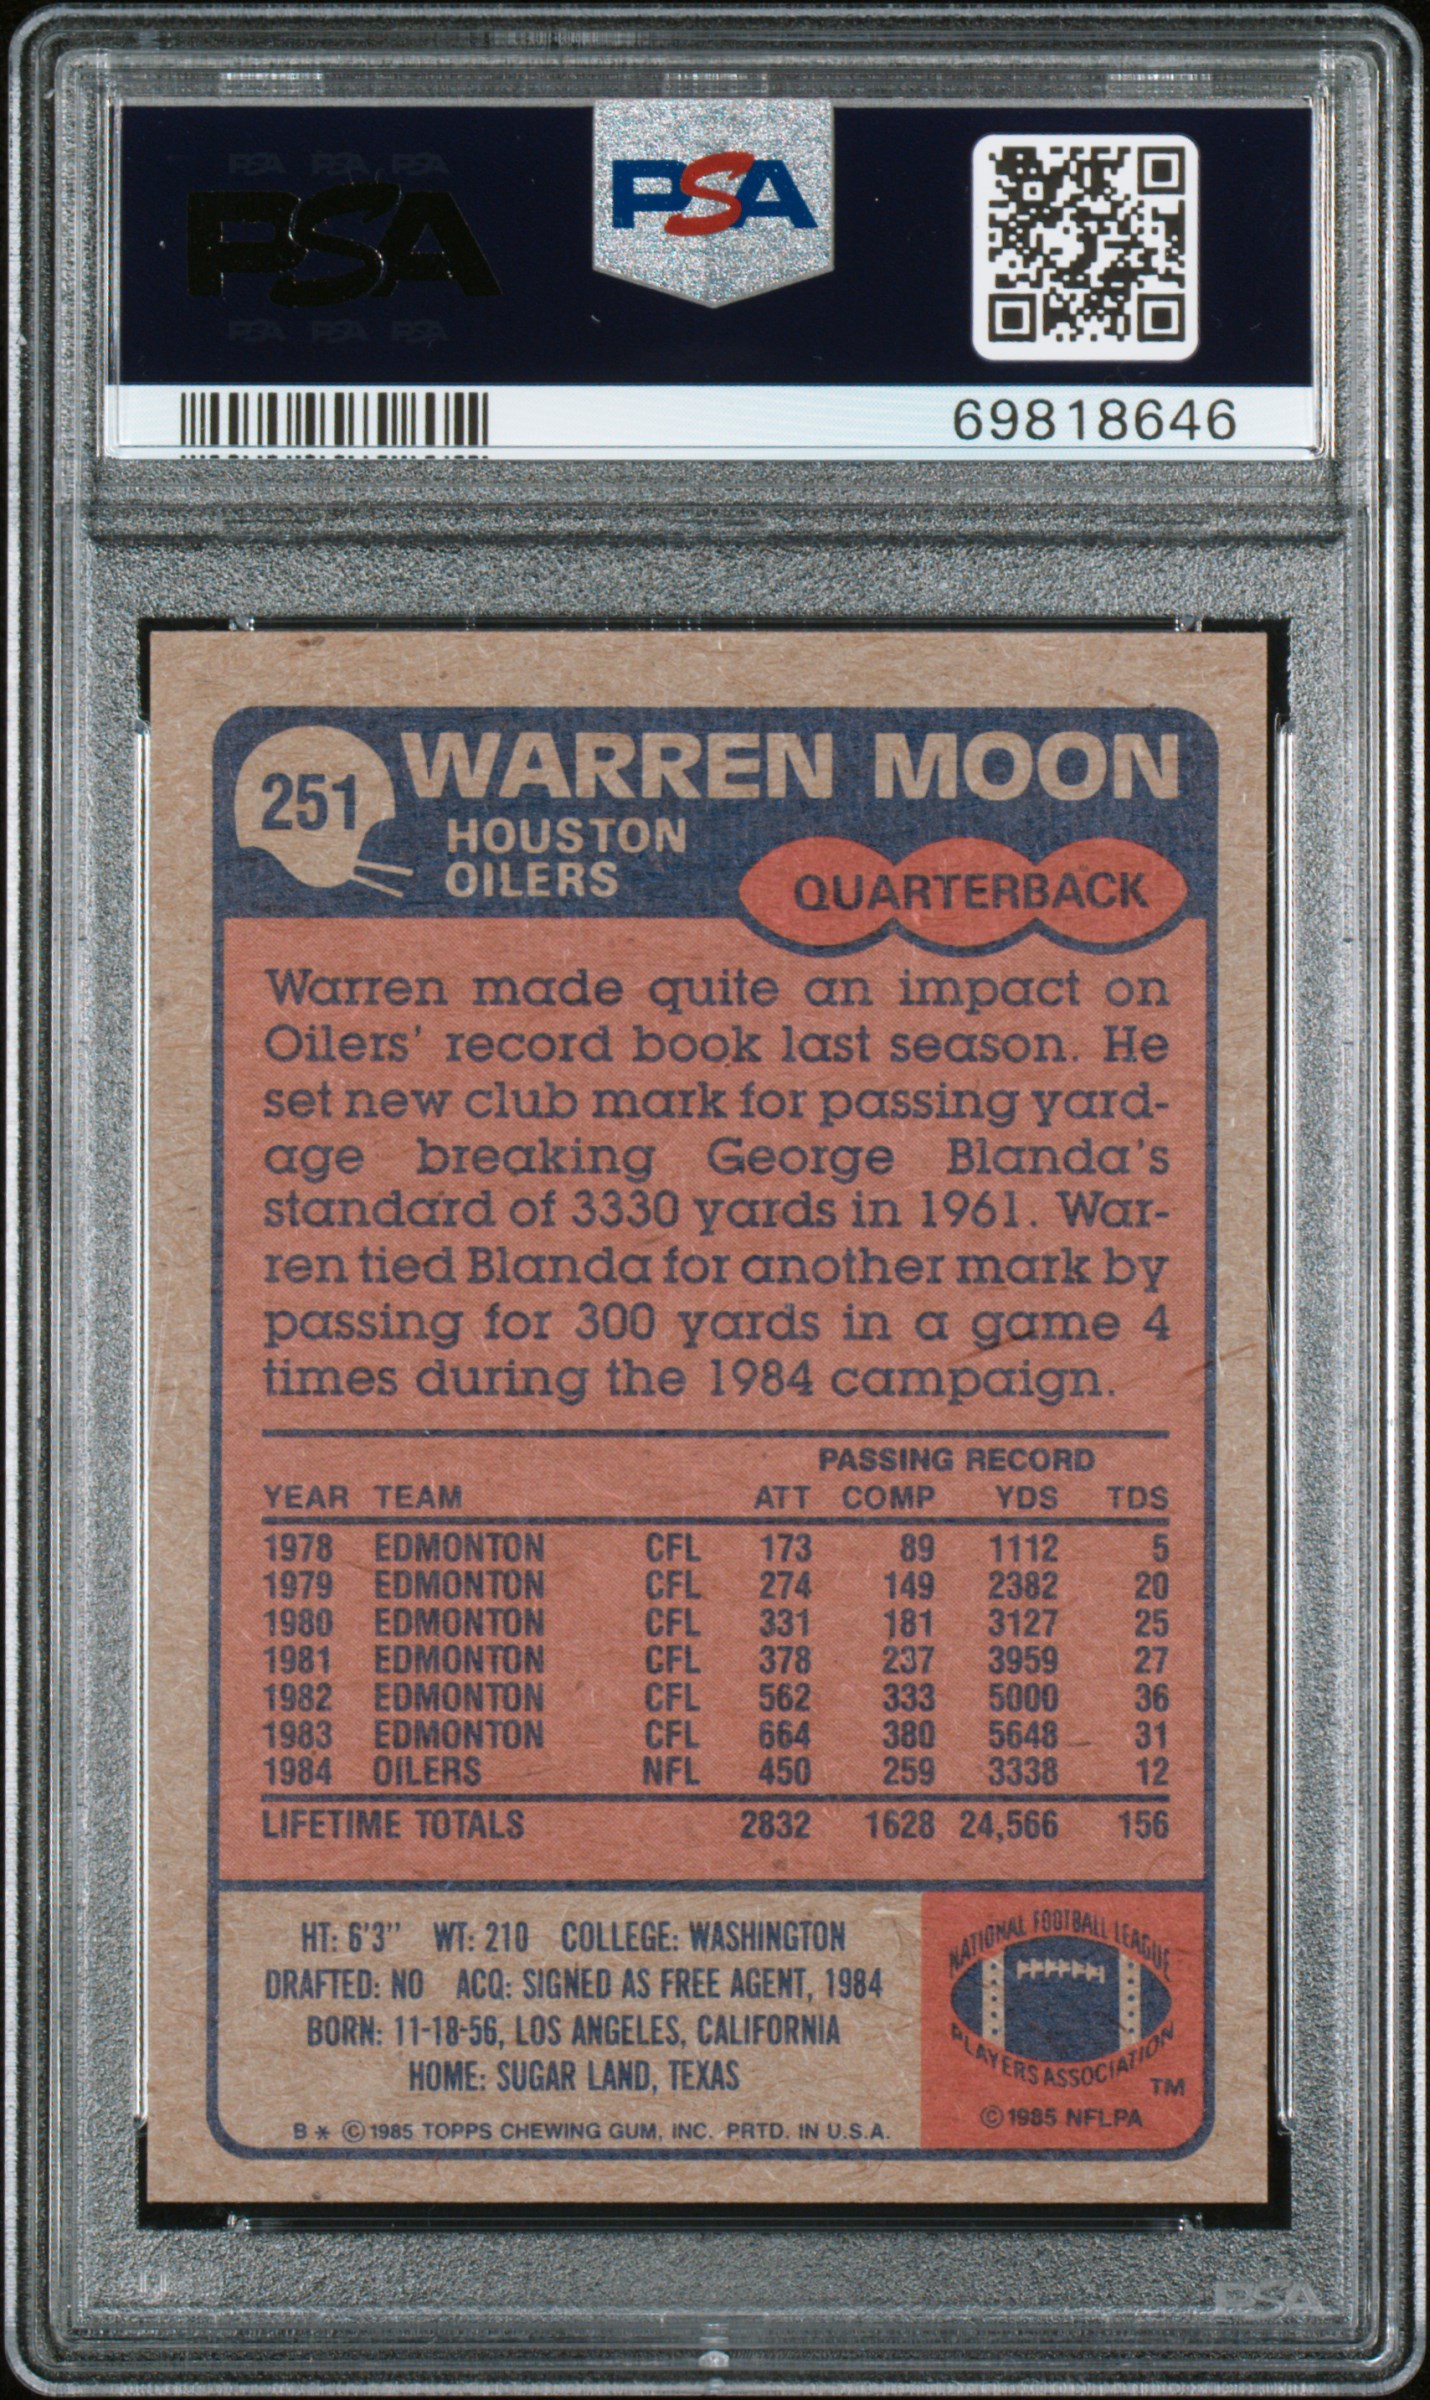 PSA PSA PSA
PSA
PSA PSA PSA
PSA
69818646
251
WARREN MOON
HOUSTON
OILERS
QUARTERBACK
Warren made quite an impact on
Oilers' record book last season. He
set new club mark for passing yard-
age breaking George Blanda's
standard of 3330 yards in 1961. War-
ren tied Blanda for another mark by
passing for 300 yards in a game 4
times during the 1984 campaign.
PASSING RECORD
YEAR TEAM ATT COMP YDS TDS
1978 EDMONTON CFL 173 89 1112 5
1979 EDMONTON CFL 274 149 2382 20
1980 EDMONTON CFL 331 181 3127 25
1981 EDMONTON CFL 378 237 3959 27
1982 EDMONTON CFL 562 333 5000 36
1983 EDMONTON CFL 664 380 5648 31
1984 OILERS NFL 450 259 3338 12
LIFETIME TOTALS 2832 1628 24,566 156
HT: 6'3" WT: 210 COLLEGE: WASHINGTON
DRAFTED: NO ACQ: SIGNED AS FREE AGENT, 1984
BORN: 11-18-56, LOS ANGELES, CALIFORNIA
HOME: SUGAR LAND, TEXAS
B * © 1985 TOPPS CHEWING GUM, INC. PRTD. IN U.S.A.
NATIONAL FOOTBALL LEAGUE
PLAYERS ASSOCIATION
TM
© 1985 NFLPA
PSA